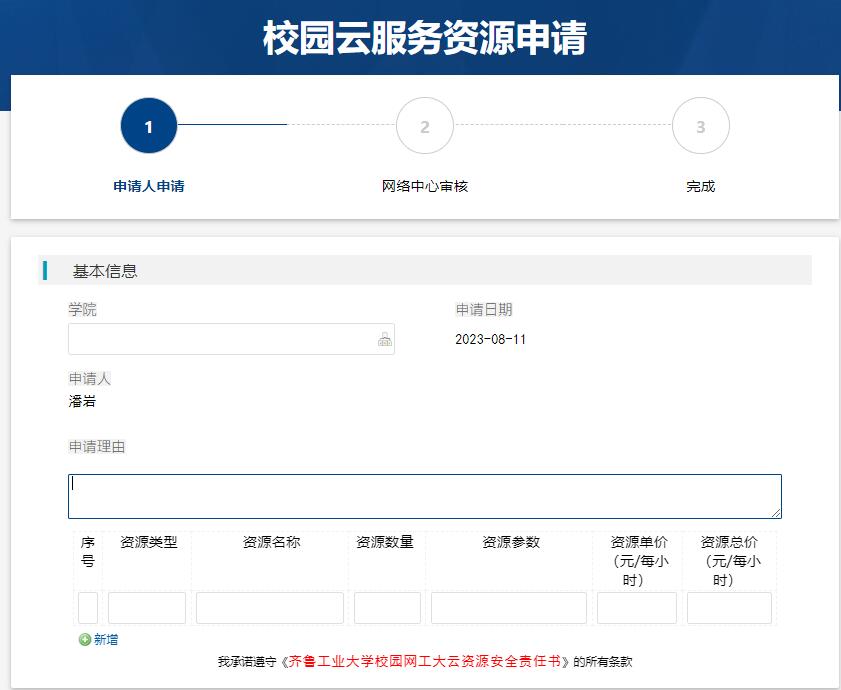 校园云服务资源申请
1 2 3
申请人申请 网络中心审核 完成
基本信息
学院 申请日期
2023-08-11
申请人
潘岩
申请理由
序号 资源类型 资源名称 资源数量 资源参数 资源单价（元/每小时） 资源总价（元/每小时）
新增
我承诺遵守《齐鲁工业大学校园网工大云资源安全责任书》的所有条款